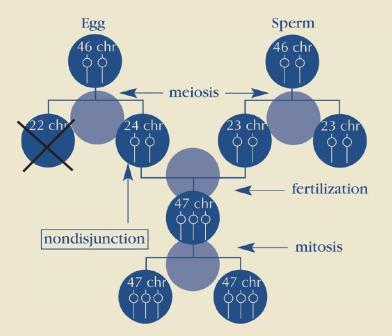 Egg
Sperm
46 chr
46 chr
meiosis
22 chr
24 chr
23 chr
23 chr
fertilization
47 chr
nondisjunction
mitosis
47 chr
47 chr